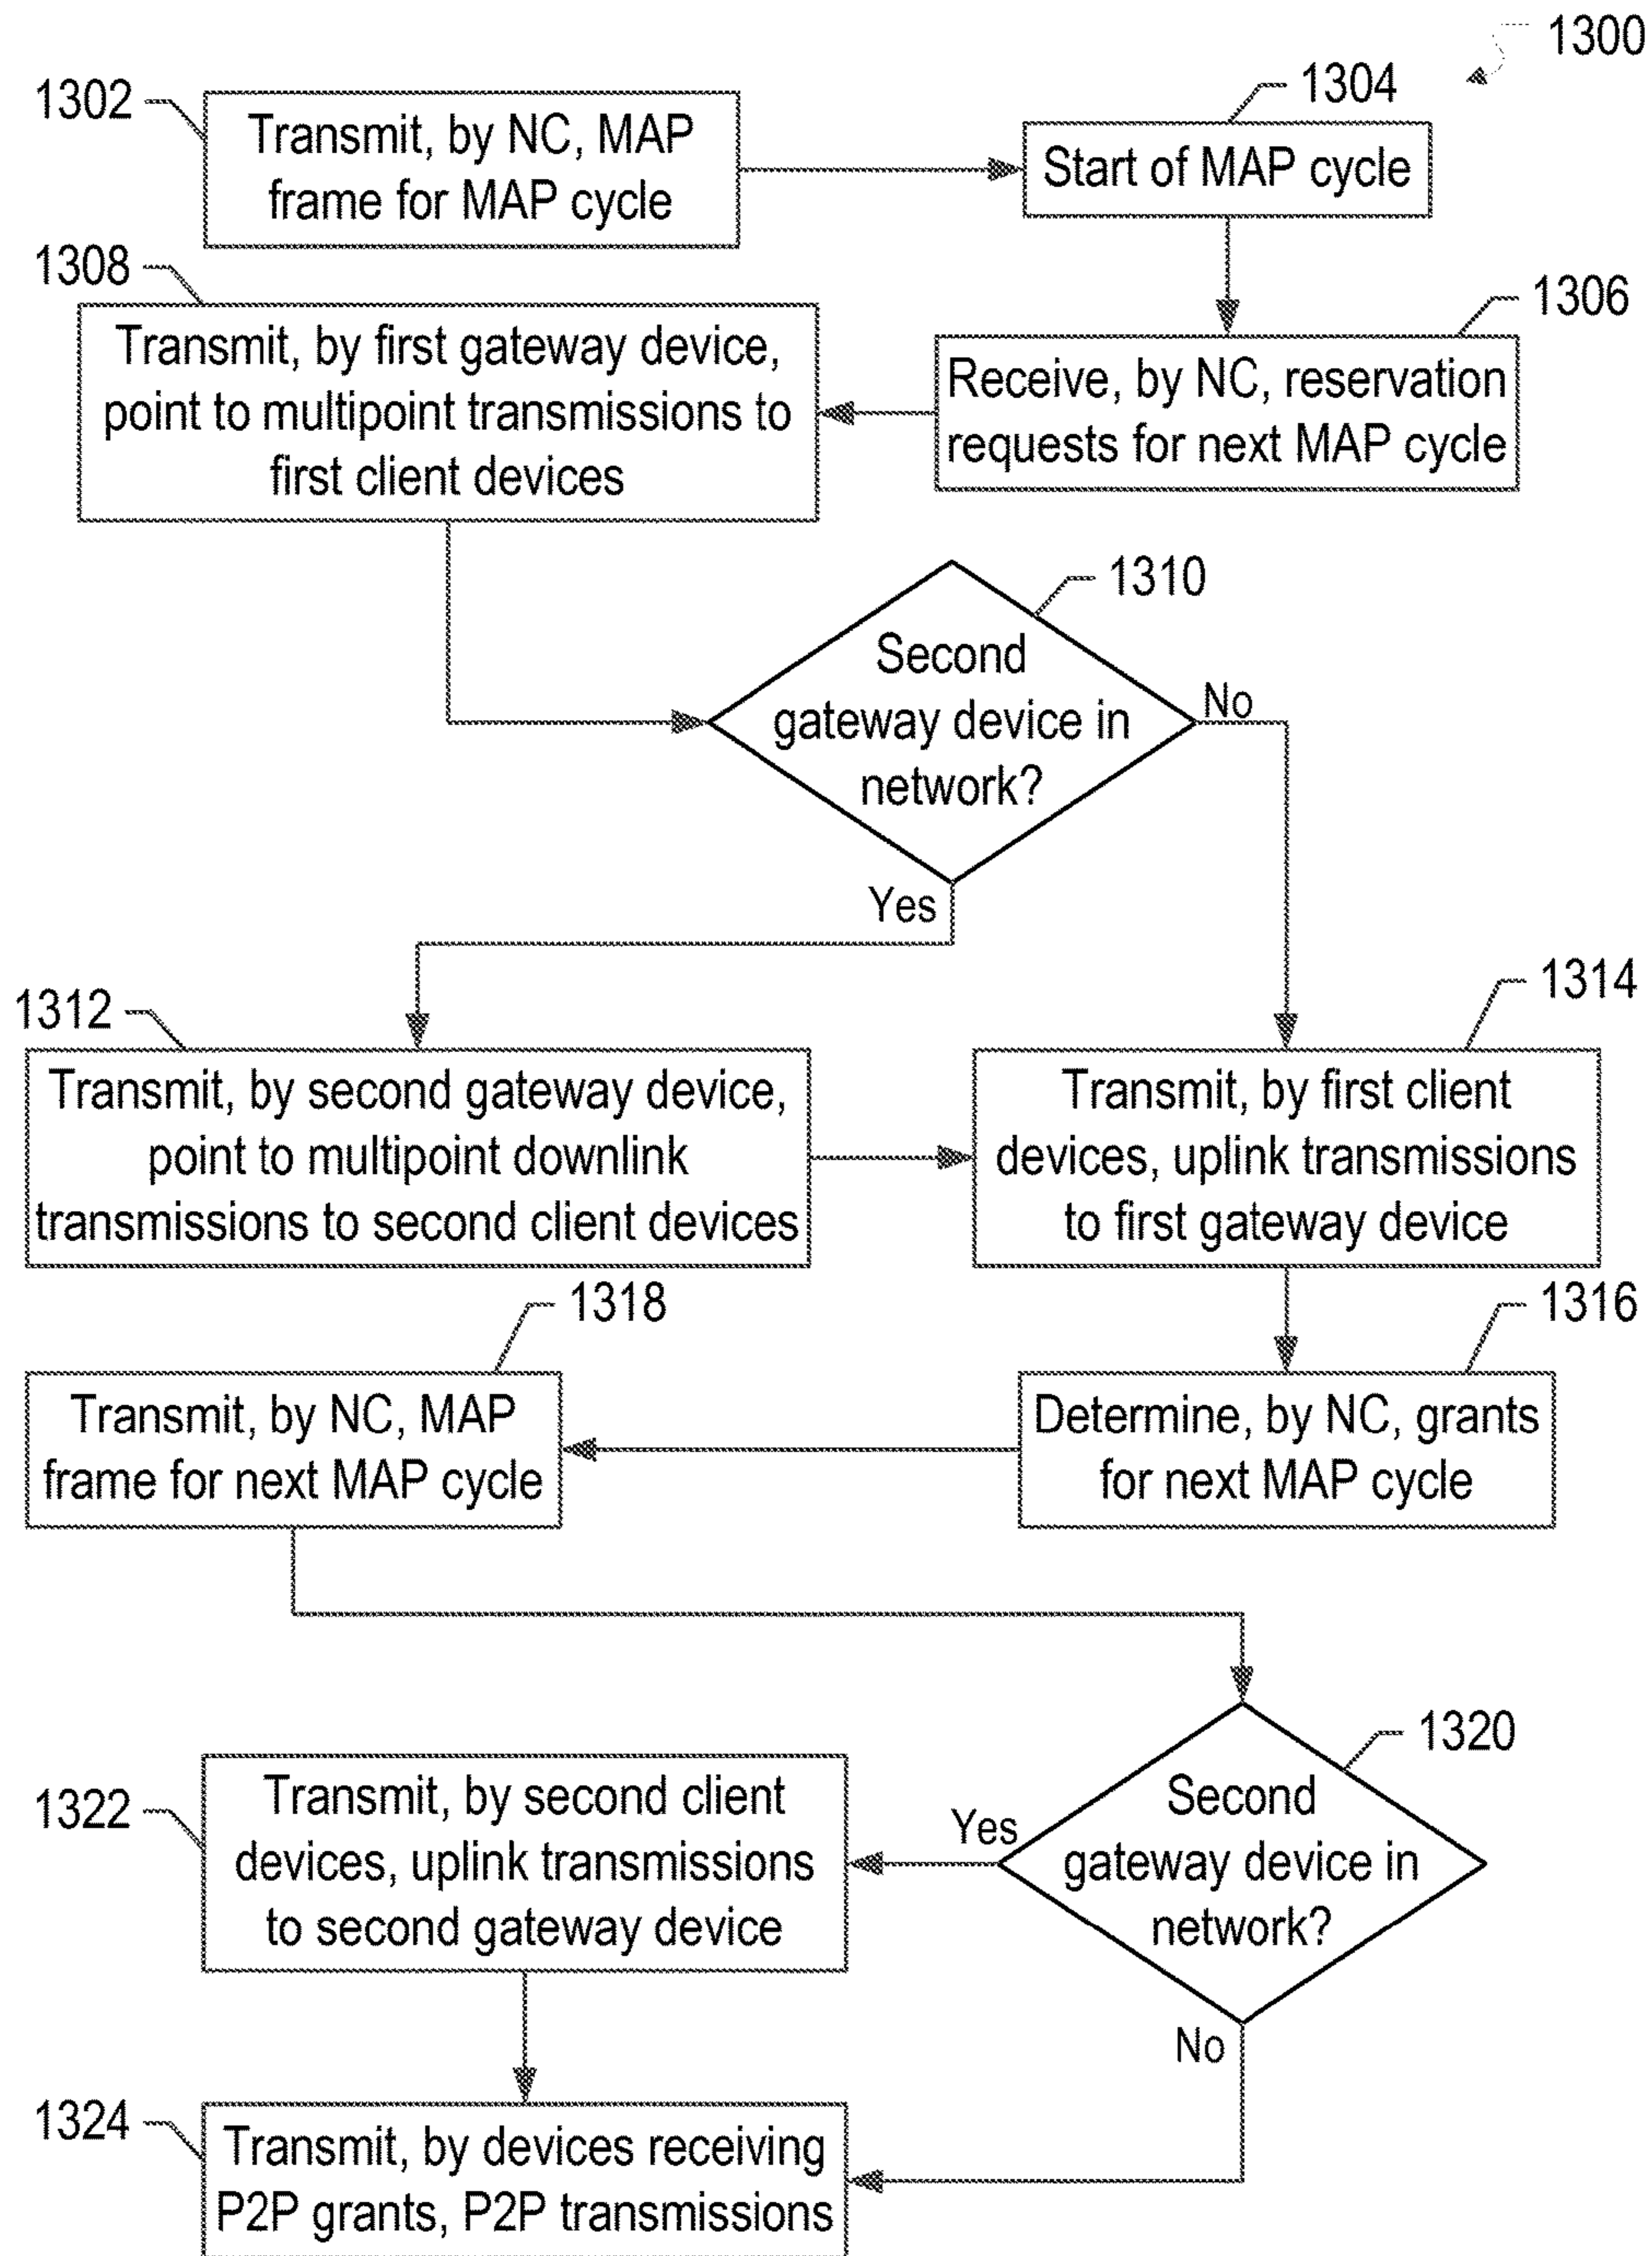 1300
1302
Transmit, by NC, MAP
frame for MAP cycle
1304
Start of MAP cycle
1306
Receive, by NC, reservation
requests for next MAP cycle
1308
Transmit, by first gateway device,
point to multipoint transmissions to
first client devices
1310
Second
gateway device in
network?
No
Yes
1312
Transmit, by second gateway device,
point to multipoint downlink
transmissions to second client devices
1314
Transmit, by first client
devices, uplink transmissions
to first gateway device
1316
Determine, by NC, grants
for next MAP cycle
1318
Transmit, by NC, MAP
frame for next MAP cycle
1320
Second
gateway device in
network?
Yes
No
1322
Transmit, by second client
devices, uplink transmissions
to second gateway device
1324
Transmit, by devices receiving
P2P grants, P2P transmissions